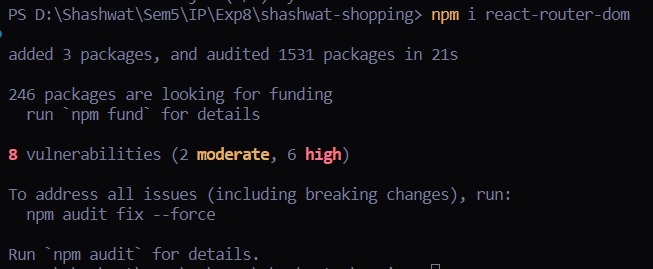 PS D:\Shashwat\Sem5\IP\Exp8\shashwat-shopping> npm i react-router-dom
added 3 packages, and audited 1531 packages in 21s
246 packages are looking for funding
run `npm fund` for details
8 vulnerabilities (2 moderate, 6 high)
To address all issues (including breaking changes), run:
npm audit fix --force
Run `npm audit` for details.